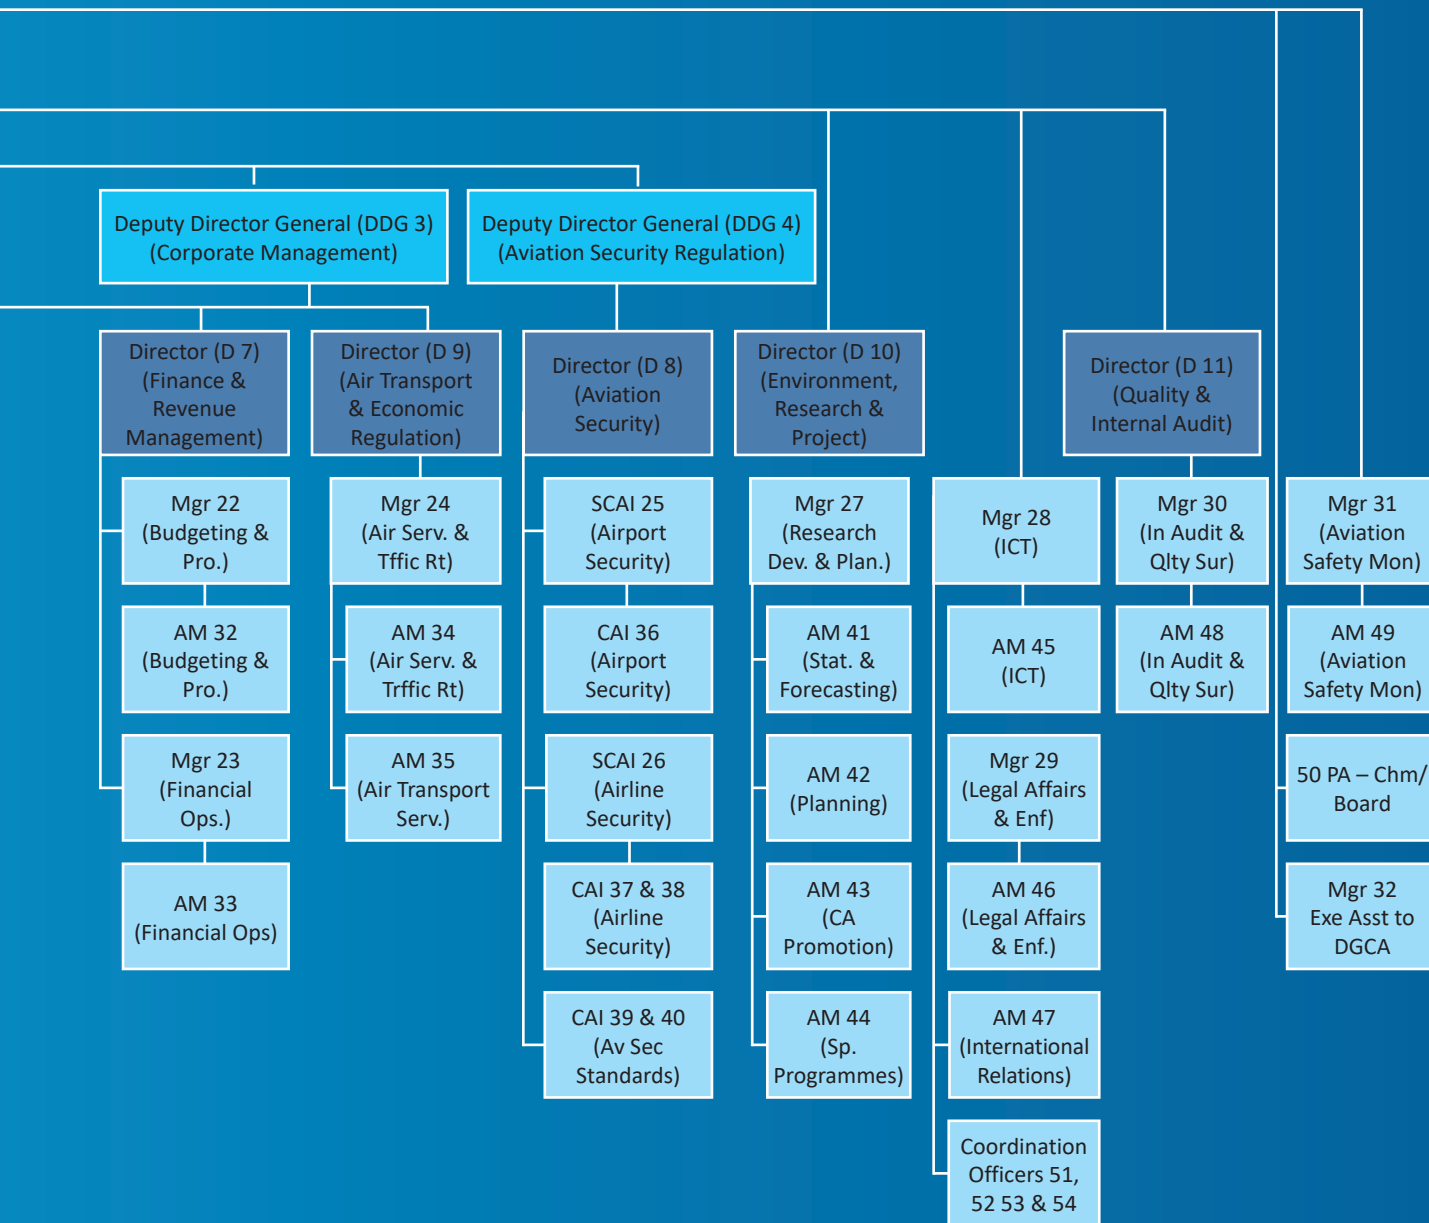 Deputy Director General (DDG 3)
(Corporate Management)
Deputy Director General (DDG 4)
(Aviation Security Regulation)
Director (D 7)
(Finance &
Revenue
Management)
Director (D 9)
(Air Transport
& Economic
Regulation)
Director (D 8)
(Aviation
Security)
Director (D 10)
(Environment,
Research &
Project)
Director (D 11)
(Quality &
Internal Audit)
Mgr 22
(Budgeting &
Pro.)
Mgr 24
(Air Serv. &
Tffic Rt)
SCAI 25
(Airport
Security)
Mgr 27
(Research
Dev. & Plan.)
Mgr 28
(ICT)
Mgr 30
(In Audit &
Qlty Sur)
Mgr 31
(Aviation
Safety Mon)
AM 32
(Budgeting &
Pro.)
AM 34
(Air Serv. &
Trffic Rt)
CAI 36
(Airport
Security)
AM 41
(Stat. &
Forecasting)
AM 45
(ICT)
AM 48
(In Audit &
Qlty Sur)
AM 49
(Aviation
Safety Mon)
Mgr 23
(Financial
Ops.)
AM 35
(Air Transport
Serv.)
SCAI 26
(Airline
Security)
AM 42
(Planning)
Mgr 29
(Legal Affairs
& Enf)
50 PA – Chm/
Board
AM 33
(Financial Ops)
CAI 37 & 38
(Airline
Security)
AM 43
(CA
Promotion)
AM 46
(Legal Affairs
& Enf.)
Mgr 32
Exe Asst to
DGCA
CAI 39 & 40
(Av Sec
Standards)
AM 44
(Sp.
Programmes)
AM 47
(International
Relations)
Coordination
Officers 51,
52 53 & 54